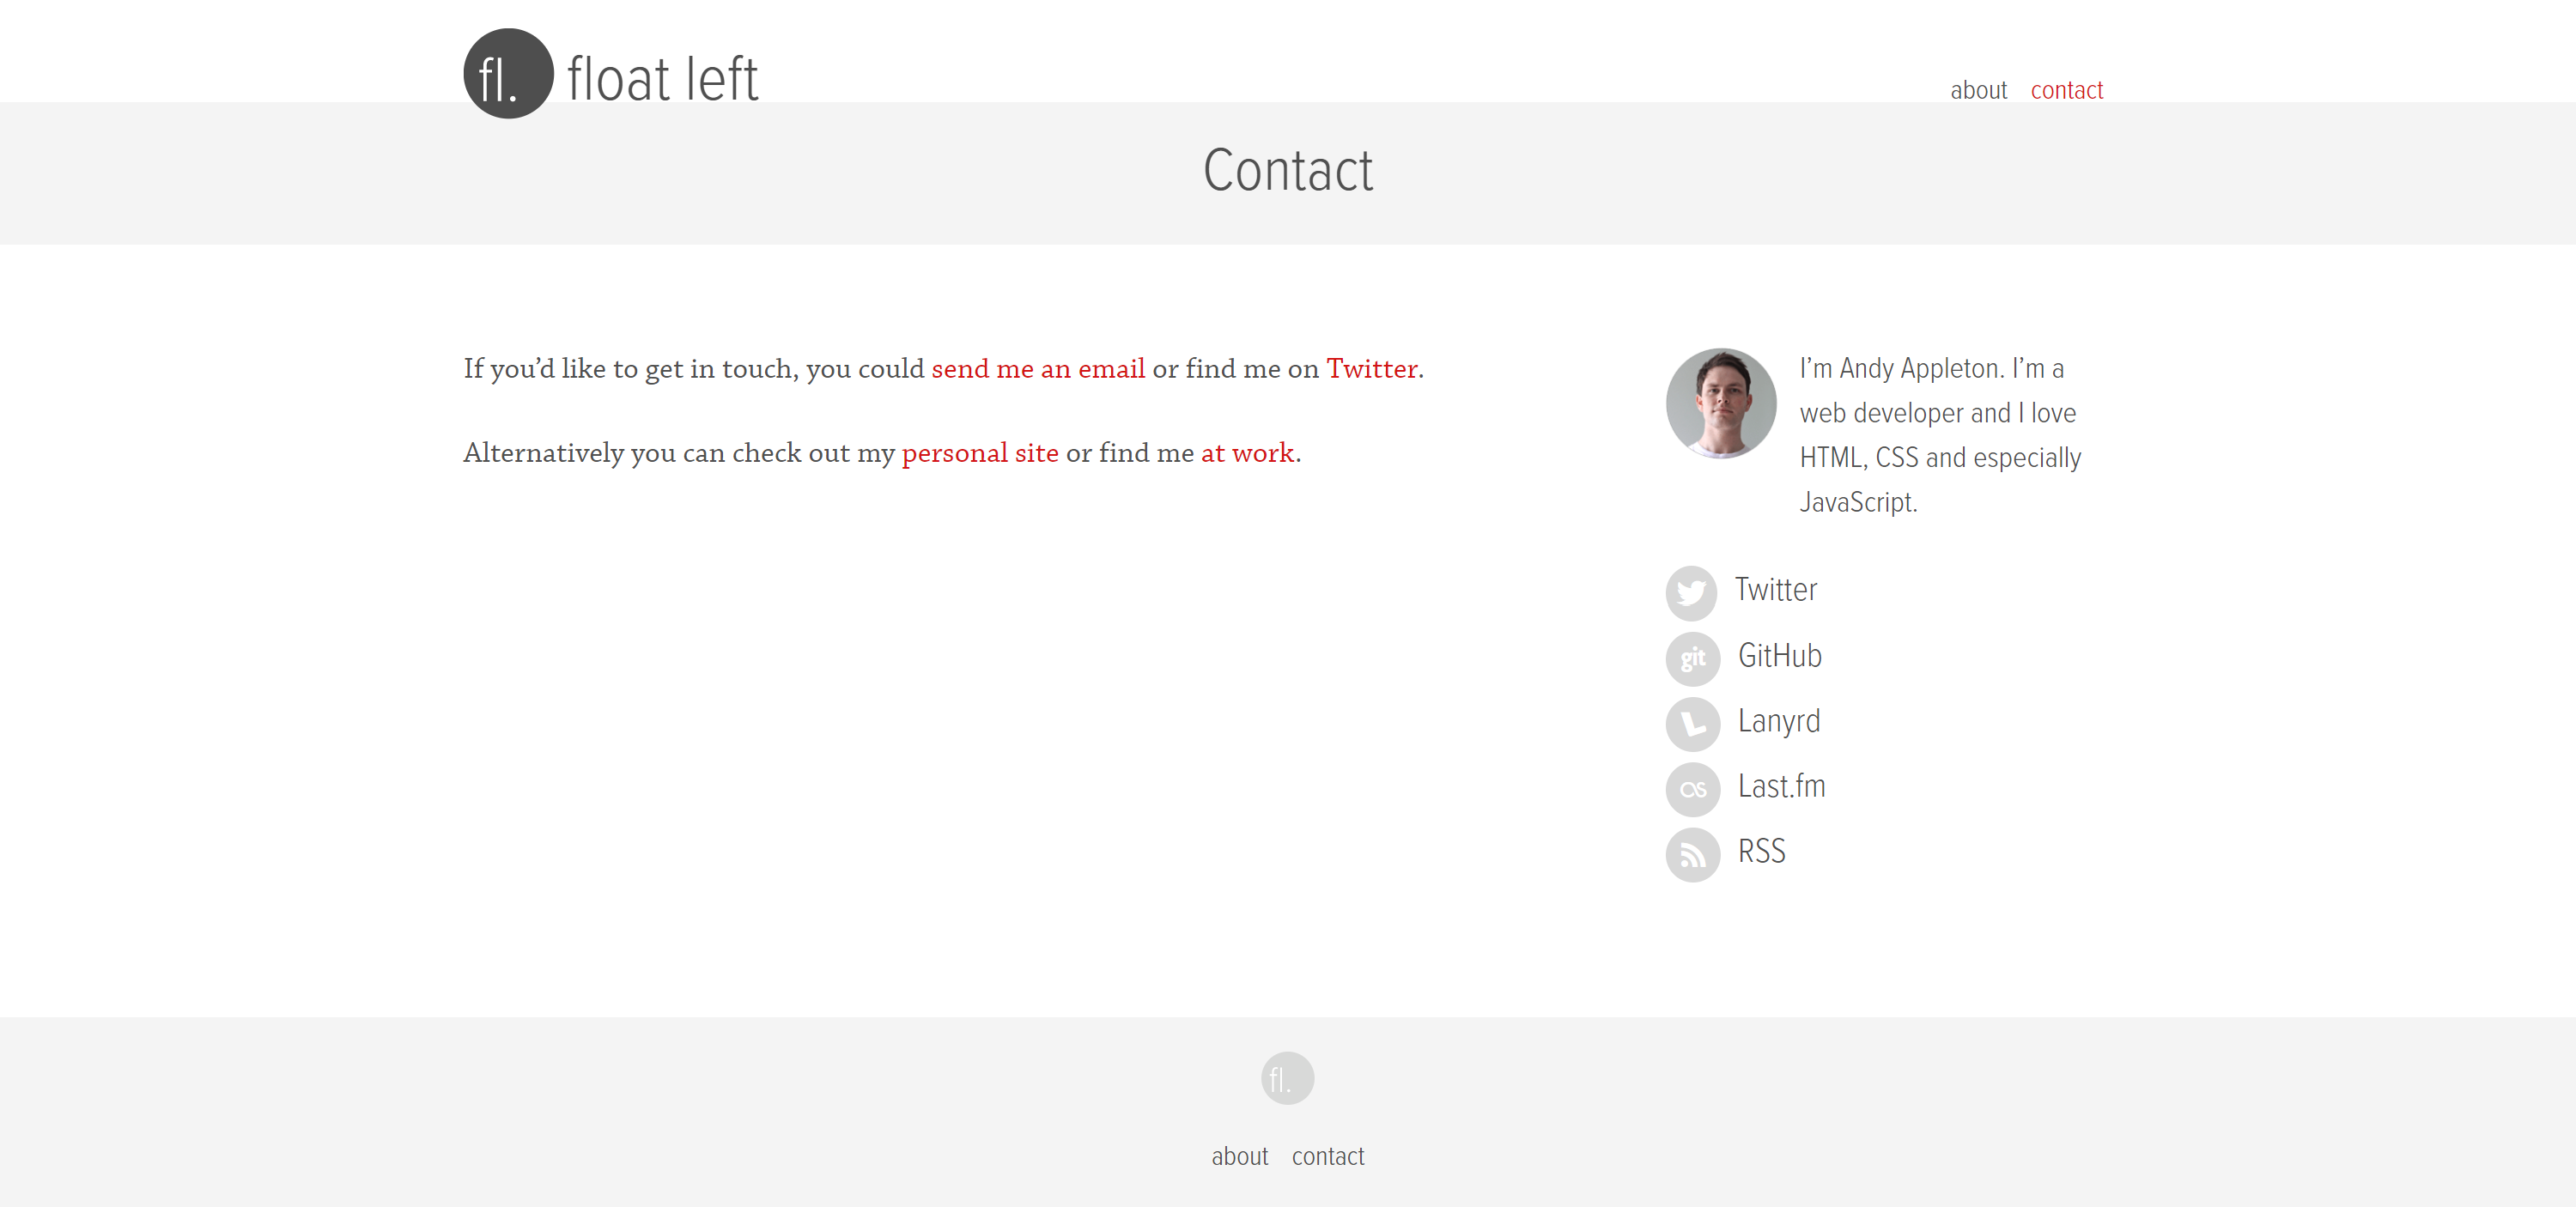 fl. float left
about contact
Contact
If you’d like to get in touch, you could send me an email or find me on Twitter.
Alternatively you can check out my personal site or find me at work.
I’m Andy Appleton. I’m a
web developer and I love
HTML, CSS and especially
JavaScript.
Twitter
git GitHub
Lanyrd
Last.fm
RSS
fl.
about contact